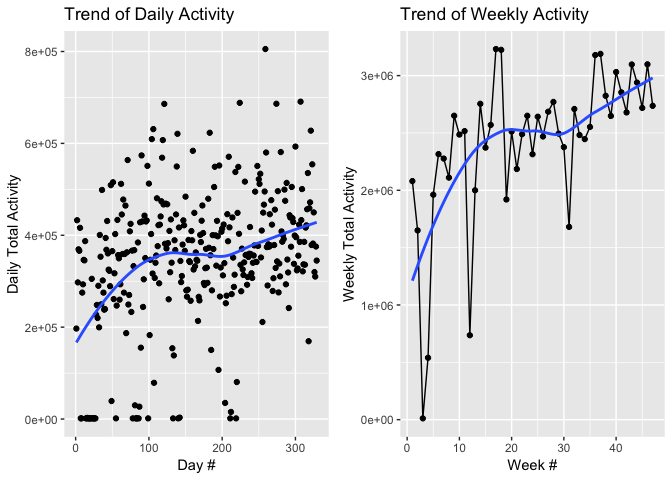 Trend of Daily Activity
8e+05
6e+05
4e+05
2e+05
0e+00
0
100
200
300
Day #
Daily Total Activity
Trend of Weekly Activity
3e+06
2e+06
1e+06
0e+00
0
10
20
30
40
Week #
Weekly Total Activity